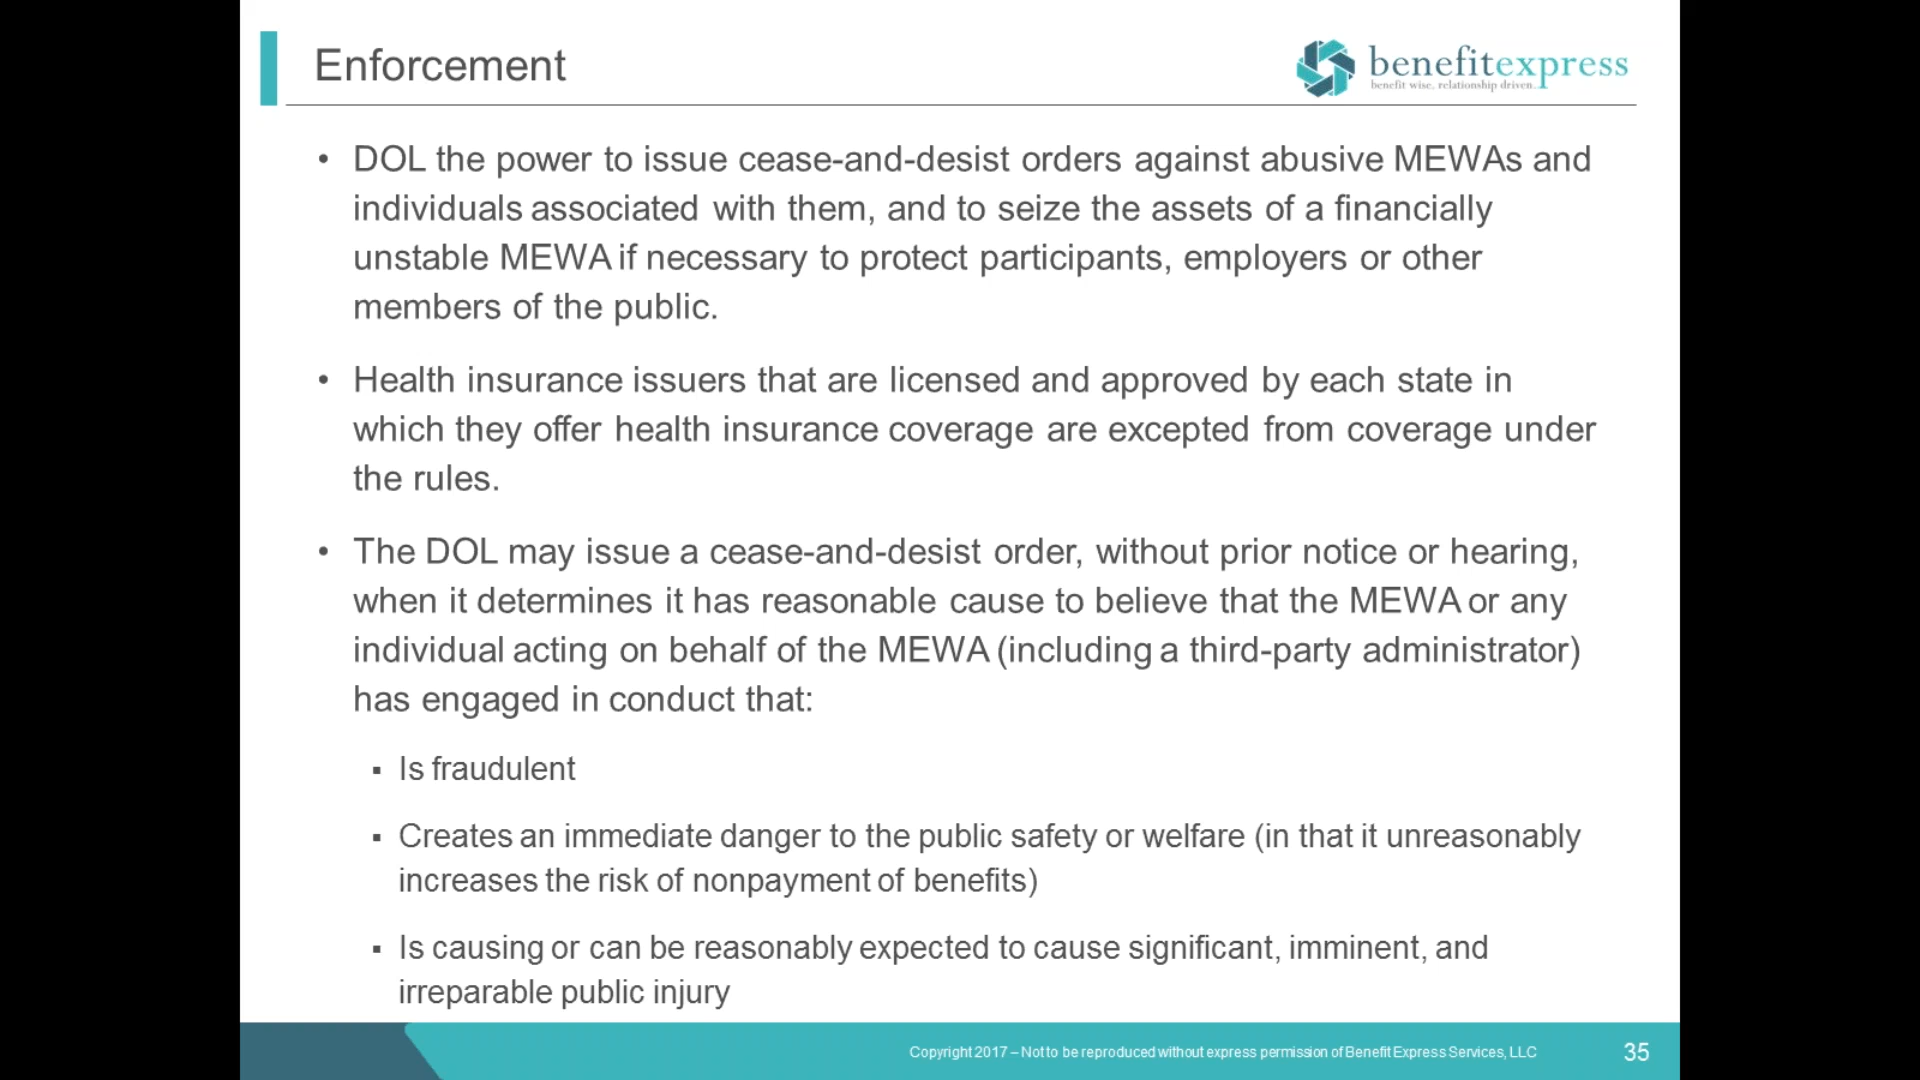 Enforcement
benefitexpress
benefit wise. relationship driven.
• DOL the power to issue cease-and-desist orders against abusive MEWAs and
individuals associated with them, and to seize the assets of a financially
unstable MEWA if necessary to protect participants, employers or other
members of the public.
• Health insurance issuers that are licensed and approved by each state in
which they offer health insurance coverage are excepted from coverage under
the rules.
• The DOL may issue a cease-and-desist order, without prior notice or hearing,
when it determines it has reasonable cause to believe that the MEWA or any
individual acting on behalf of the MEWA (including a third-party administrator)
has engaged in conduct that:
▪ Is fraudulent
▪ Creates an immediate danger to the public safety or welfare (in that it unreasonably
increases the risk of nonpayment of benefits)
▪ Is causing or can be reasonably expected to cause significant, imminent, and
irreparable public injury
Copyright 2017 – Not to be reproduced without express permission of Benefit Express Services, LLC
35